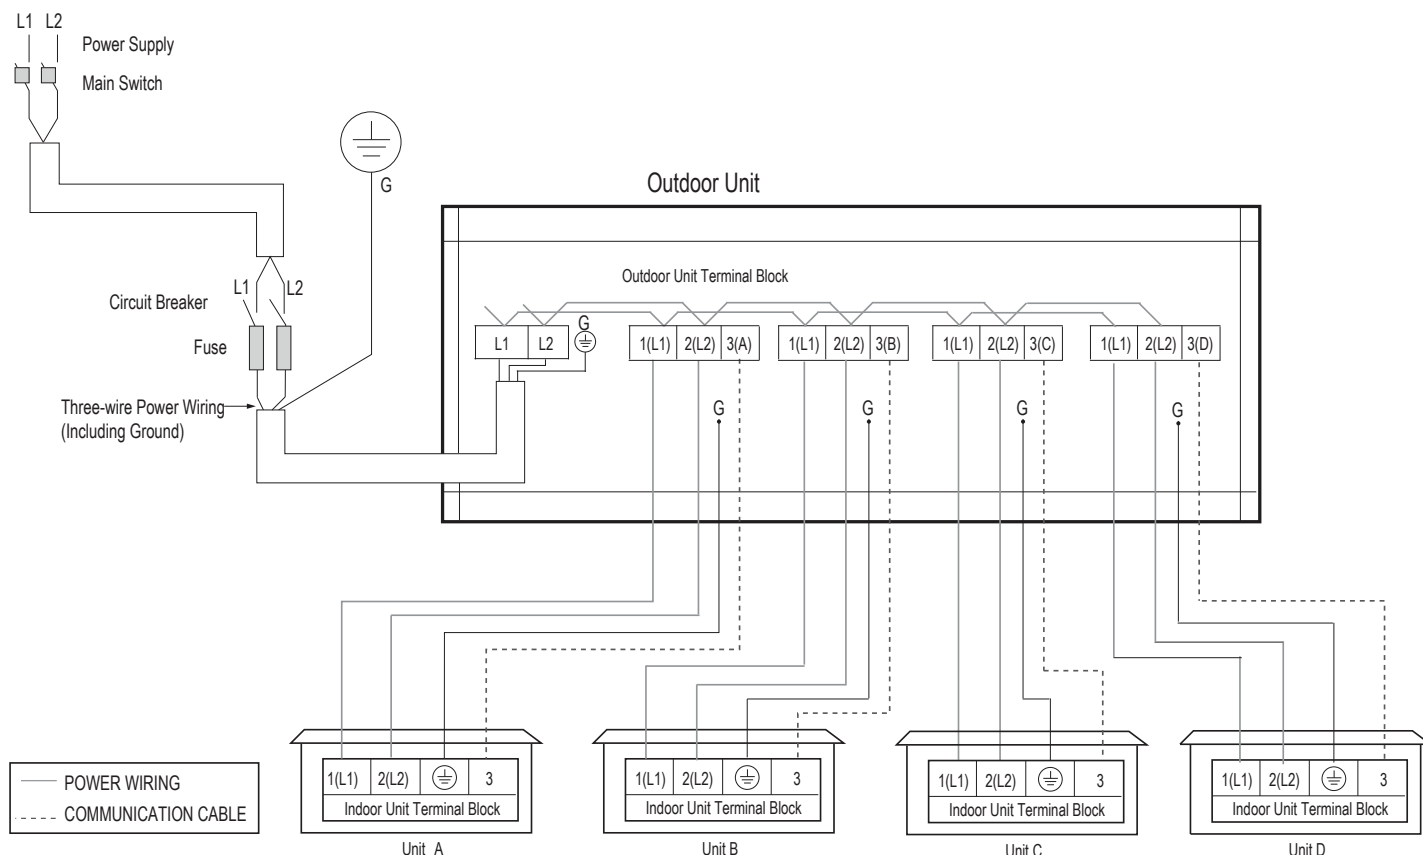 L1 L2
Power Supply
Main Switch
G
Outdoor Unit
Outdoor Unit Terminal Block
Circuit Breaker
L1 L2
Fuse
Three-wire Power Wiring
(Including Ground)
L1 L2 G
1(L1) 2(L2) 3(A)
1(L1) 2(L2) 3(B)
1(L1) 2(L2) 3(C)
1(L1) 2(L2) 3(D)
G G G G
1(L1) 2(L2) 3
Indoor Unit Terminal Block
Unit A
1(L1) 2(L2) 3
Indoor Unit Terminal Block
Unit B
1(L1) 2(L2) 3
Indoor Unit Terminal Block
Unit C
1(L1) 2(L2) 3
Indoor Unit Terminal Block
Unit D
POWER WIRING
COMMUNICATION CABLE